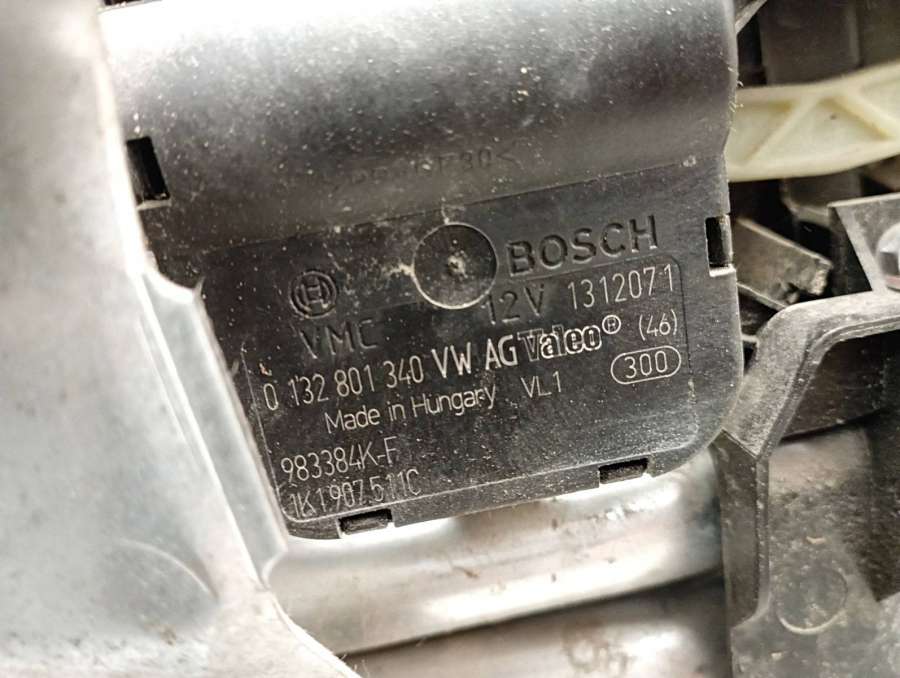 BOSCH
VMC 12V 1312071
0 132 801 340 VW AG Valeo® (46)
Made in Hungary VL1 300
983384K-F
1K1 907 511C